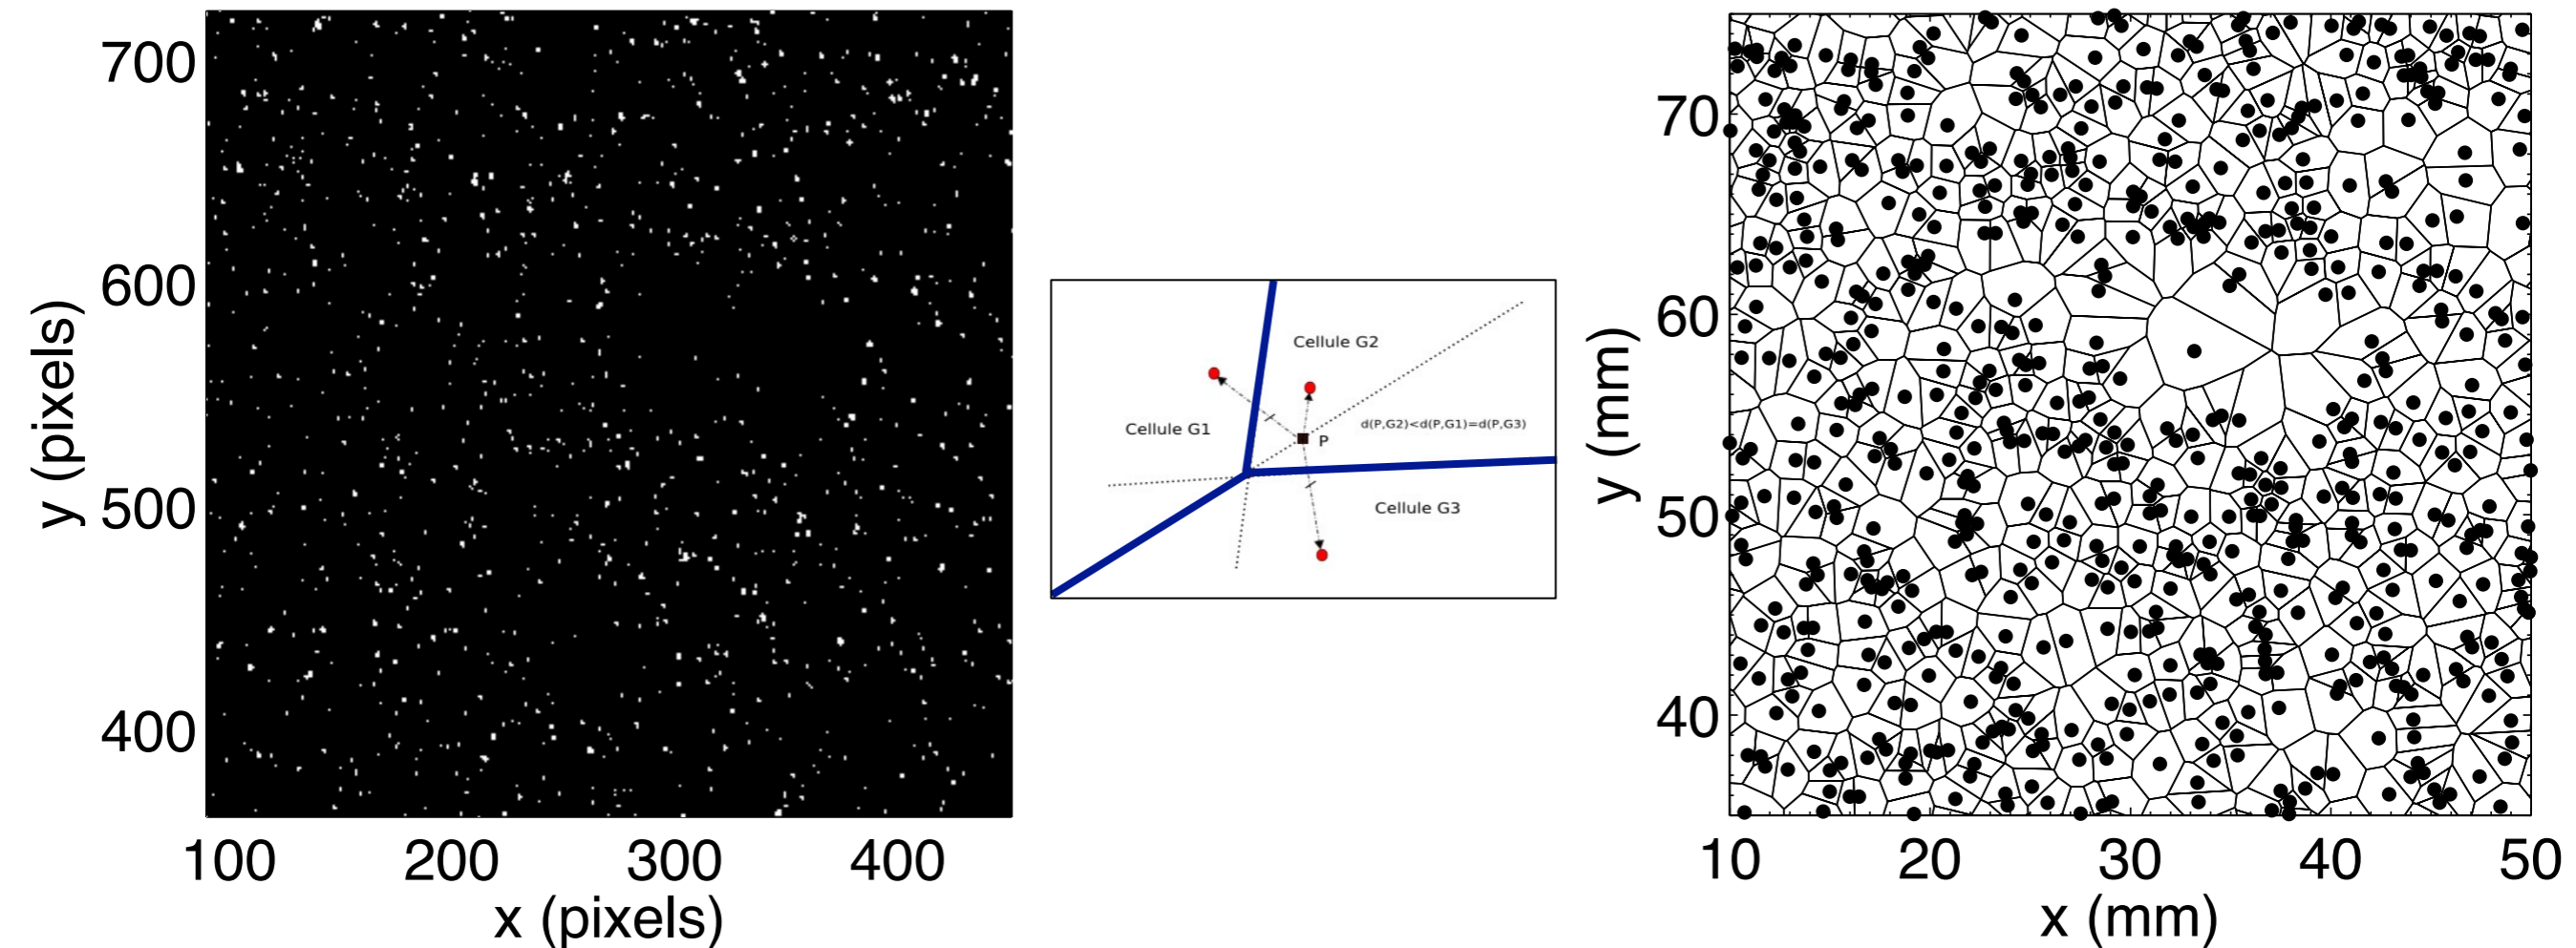 700
600
500
400
y (pixels)
100 200 300 400
x (pixels)
Cellule G2
Cellule G1
d(P,G2)<d(P,G1)=d(P,G3)
P
Cellule G3
70
60
50
40
y (mm)
10 20 30 40 50
x (mm)